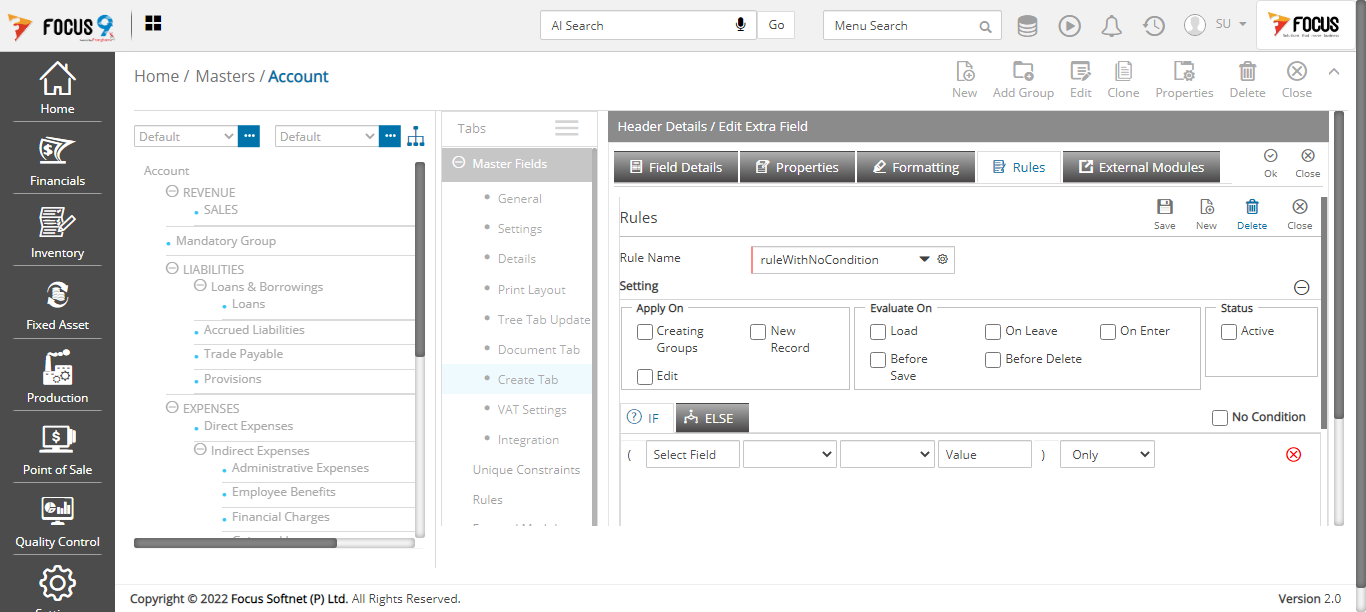 FOCUS 9
AI Search
Go
Menu Search
SU
FOCUS
Home
Financials
Inventory
Fixed Asset
Production
Point of Sale
Quality Control
Home / Masters / Account
New
Add Group
Edit
Clone
Properties
Delete
Close
Default
...
Default
...
Account
REVENUE
SALES
Mandatory Group
LIABILITIES
Loans & Borrowings
Loans
Accrued Liabilities
Trade Payable
Provisions
EXPENSES
Direct Expenses
Indirect Expenses
Administrative Expenses
Employee Benefits
Financial Charges
Tabs
Master Fields
General
Settings
Details
Print Layout
Tree Tab Update
Document Tab
Create Tab
VAT Settings
Integration
Unique Constraints
Rules
Header Details / Edit Extra Field
Field Details
Properties
Formatting
Rules
External Modules
Ok
Close
Rules
Save
New
Delete
Close
Rule Name
ruleWithNoCondition
Setting
Apply On
Creating Groups
New Record
Edit
Evaluate On
Load
On Leave
On Enter
Before Save
Before Delete
Status
Active
? IF
ELSE
No Condition
(
Select Field
Value
)
Only
Copyright © 2022 Focus Softnet (P) Ltd. All Rights Reserved.
Version 2.0